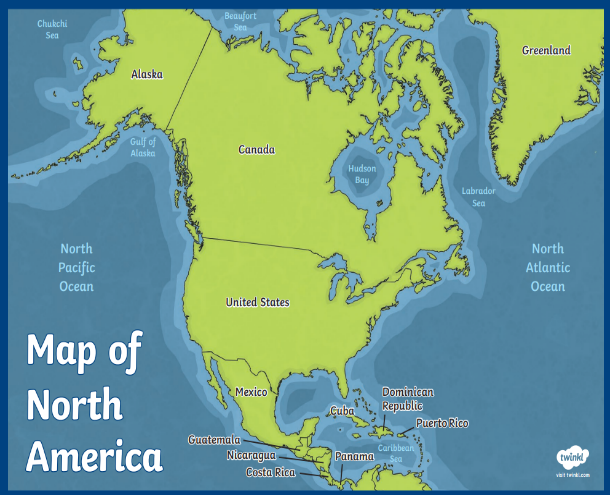 Chukchi
Sea
Beaufort
Sea
Greenland
Alaska
Gulf of
Alaska
Canada
Hudson
Bay
Labrador
Sea
North
Pacific
Ocean
North
Atlantic
Ocean
United States
Map of
North
America
Mexico
Cuba
Dominican
Republic
Puerto Rico
Guatemala
Nicaragua
Costa Rica
Panama
Caribbean
Sea
twinkl
visit twinkl.com